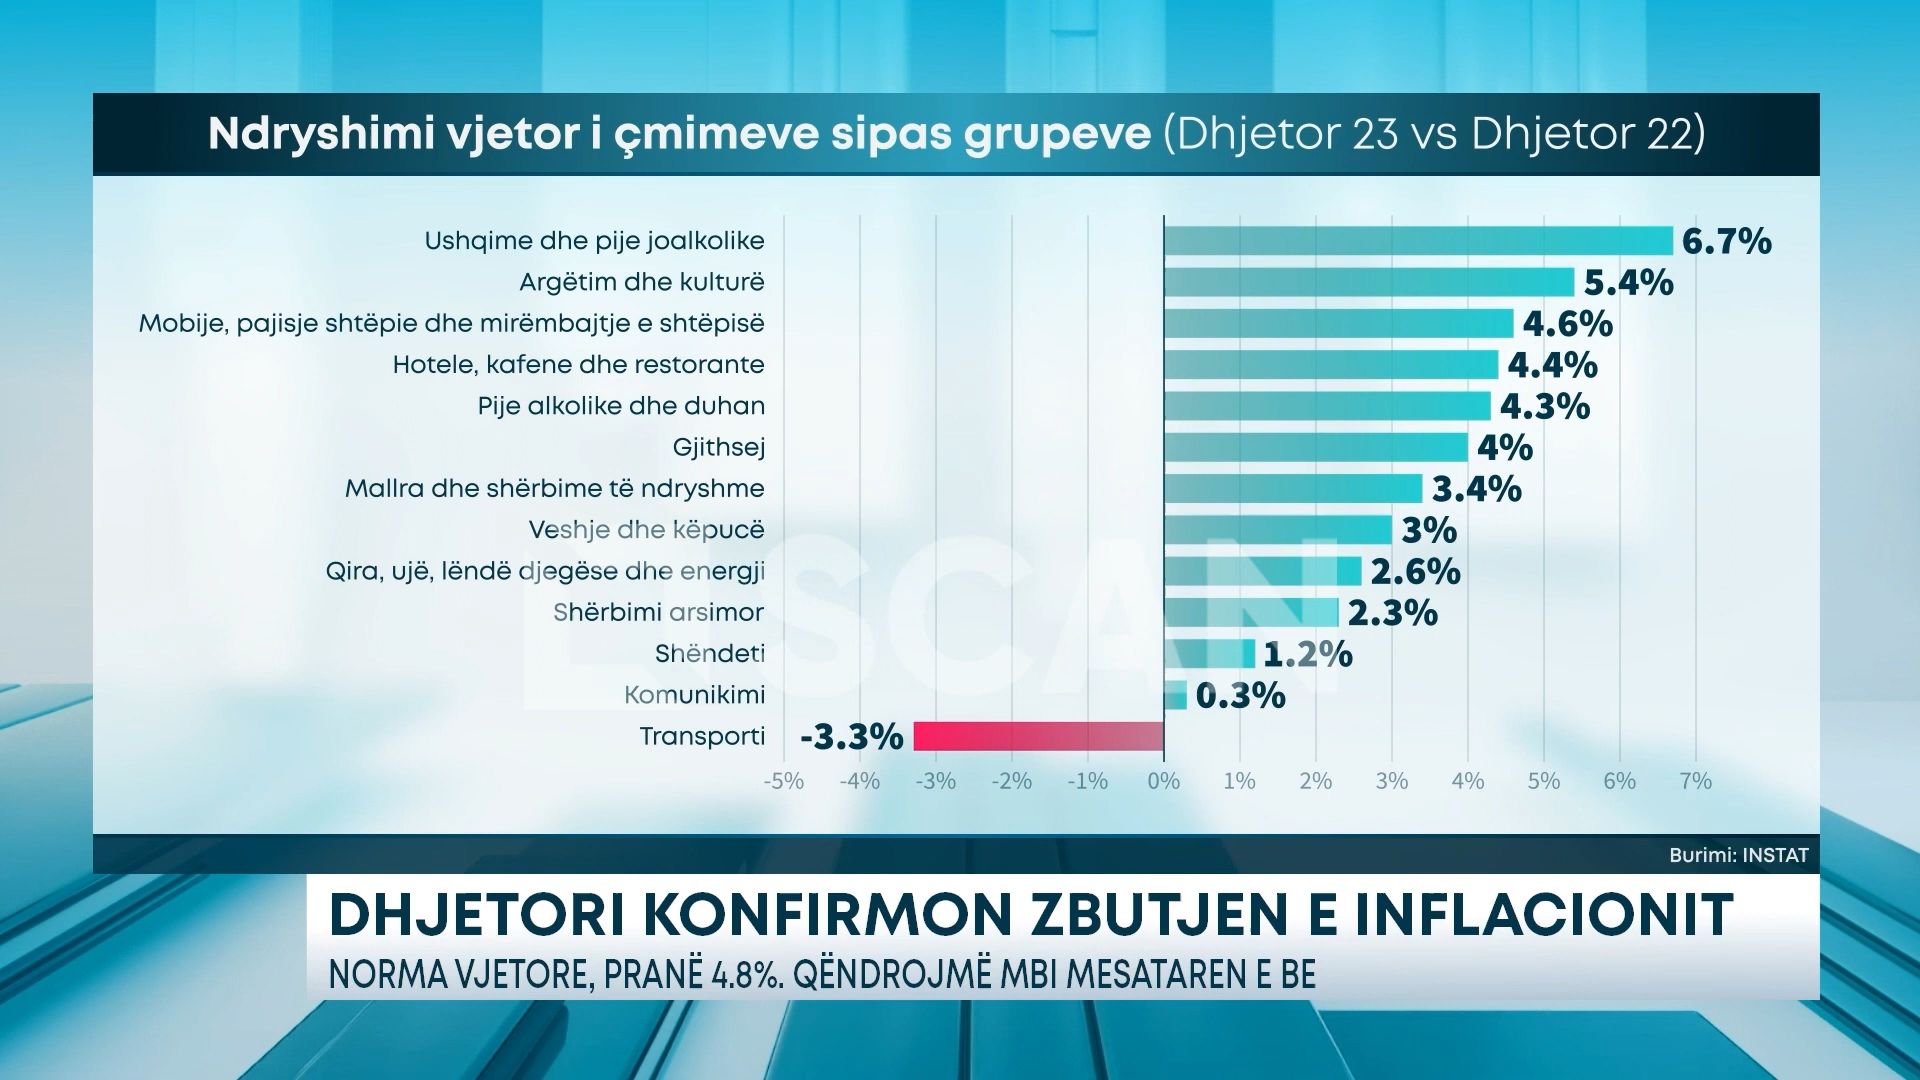 Ndryshimi vjetor i çmimeve sipas grupeve (Dhjetor 23 vs Dhjetor 22)
Ushqime dhe pije joalkolike 6.7%
Argëtim dhe kulturë 5.4%
Mobije, pajisje shtëpie dhe mirëmbajtje e shtëpisë 4.6%
Hotele, kafene dhe restorante 4.4%
Pije alkolike dhe duhan 4.3%
Gjithsej 4%
Mallra dhe shërbime të ndryshme 3.4%
Veshje dhe këpucë 3%
Qira, ujë, lëndë djegëse dhe energji 2.6%
Shërbimi arsimor 2.3%
Shëndeti 1.2%
Komunikimi 0.3%
Transporti -3.3%
-5% -4% -3% -2% -1% 0% 1% 2% 3% 4% 5% 6% 7%
Burimi: INSTAT
DHJETORI KONFIRMON ZBUTJEN E INFLACIONIT
NORMA VJETORE, PRANË 4.8%. QËNDROJMË MBI MESATAREN E BE